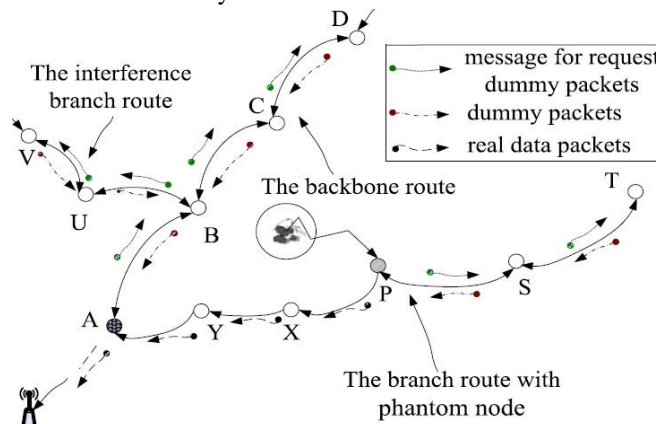 D
message for request
dummy packets
dummy packets
real data packets
The interference
branch route
C
V
The backbone route
T
U
B
S
P
A
Y
X
The branch route with
phantom node